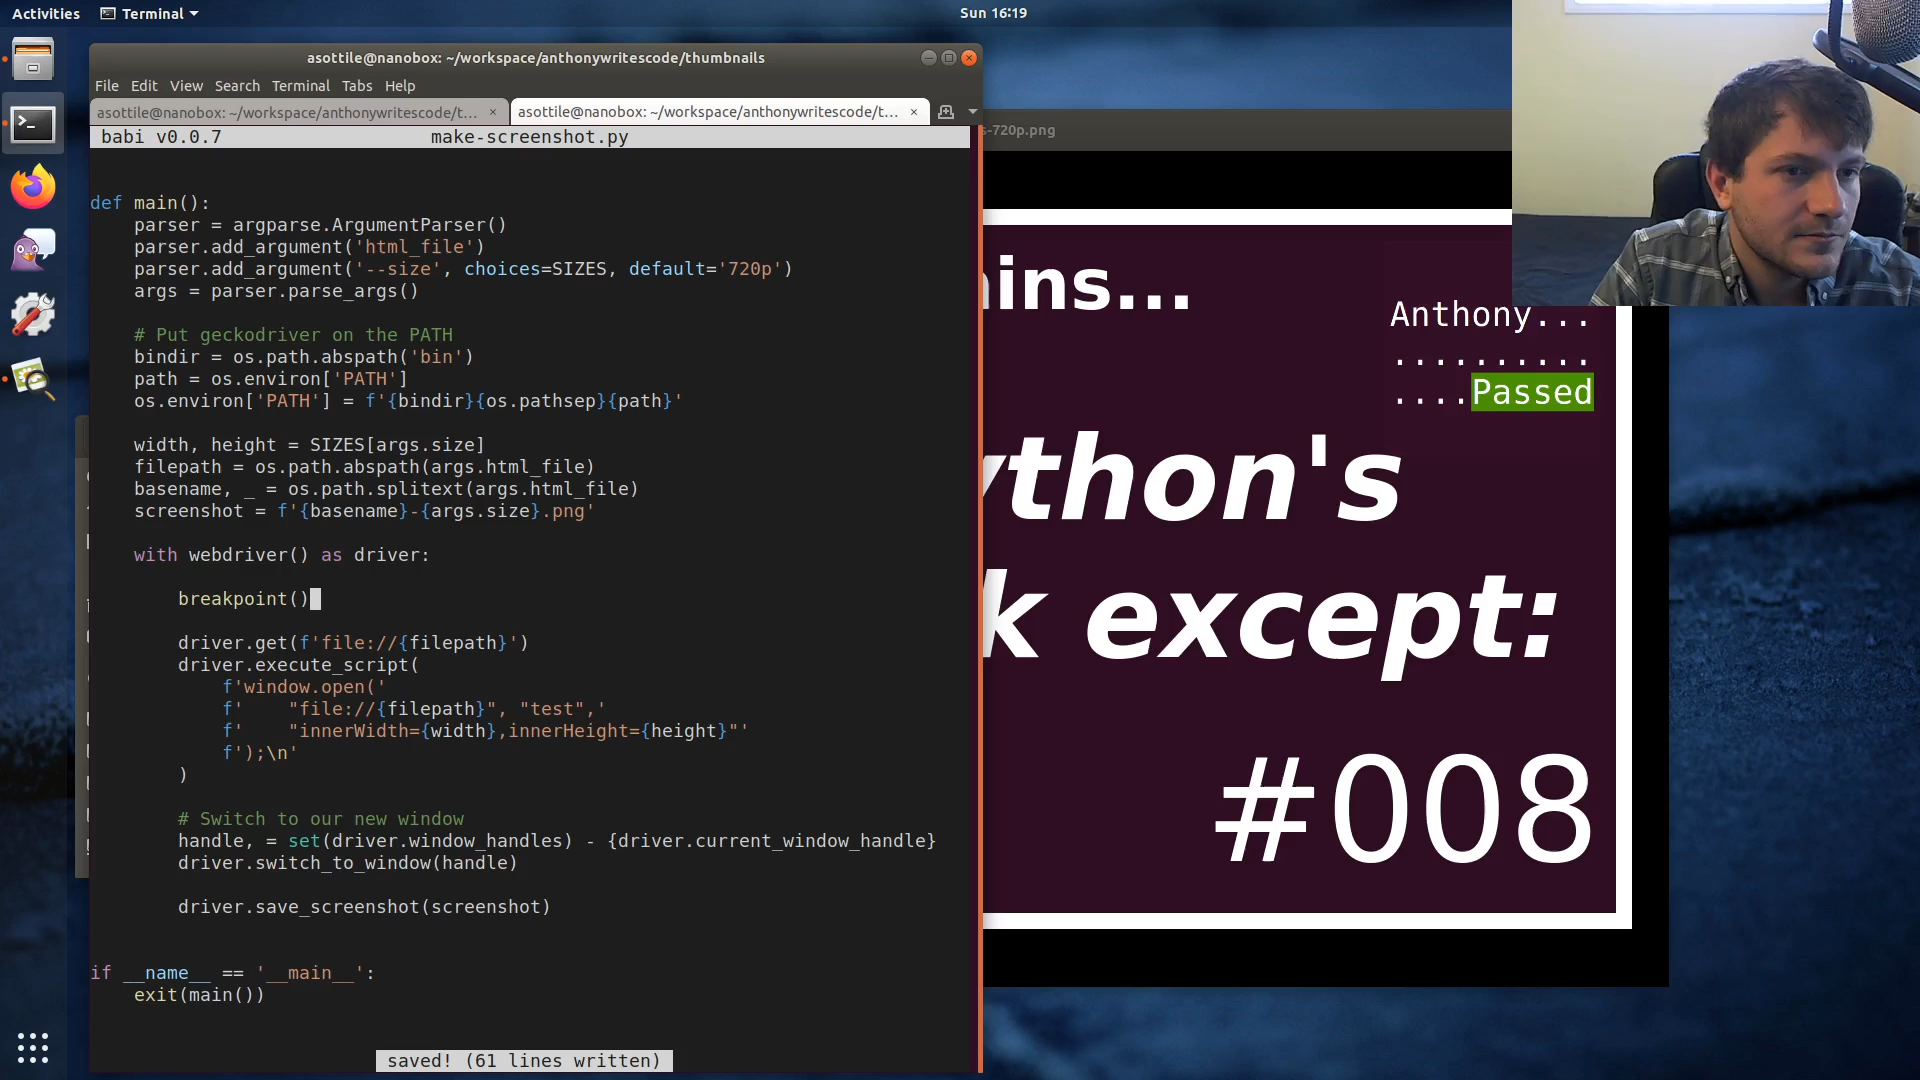 Activities
Terminal
Sun 16:19
asottile@nanobox: ~/workspace/anthonywritescode/thumbnails
File Edit View Search Terminal Tabs Help
asottile@nanobox: ~/workspace/anthonywritescode/t... ×
asottile@nanobox: ~/workspace/anthonywritescode/t... ×
babi v0.0.7 make-screenshot.py
def main():
    parser = argparse.ArgumentParser()
    parser.add_argument('html_file')
    parser.add_argument('--size', choices=SIZES, default='720p')
    args = parser.parse_args()
    # Put geckodriver on the PATH
    bindir = os.path.abspath('bin')
    path = os.environ['PATH']
    os.environ['PATH'] = f'{bindir}{os.pathsep}{path}'
    width, height = SIZES[args.size]
    filepath = os.path.abspath(args.html_file)
    basename, _ = os.path.splitext(args.html_file)
    screenshot = f'{basename}-{args.size}.png'
    with webdriver() as driver:
        breakpoint()
        driver.get(f'file://{filepath}')
        driver.execute_script(
            f'window.open('
            f'    "file://{filepath}", "test",'
            f'    "innerWidth={width},innerHeight={height}"'
            f');\n'
        )
        # Switch to our new window
        handle, = set(driver.window_handles) - {driver.current_window_handle}
        driver.switch_to_window(handle)
        driver.save_screenshot(screenshot)
if __name__ == '__main__':
    exit(main())
saved! (61 lines written)
s-720p.png
ins...
Anthony...
..........
....Passed
ython's
k except:
#008